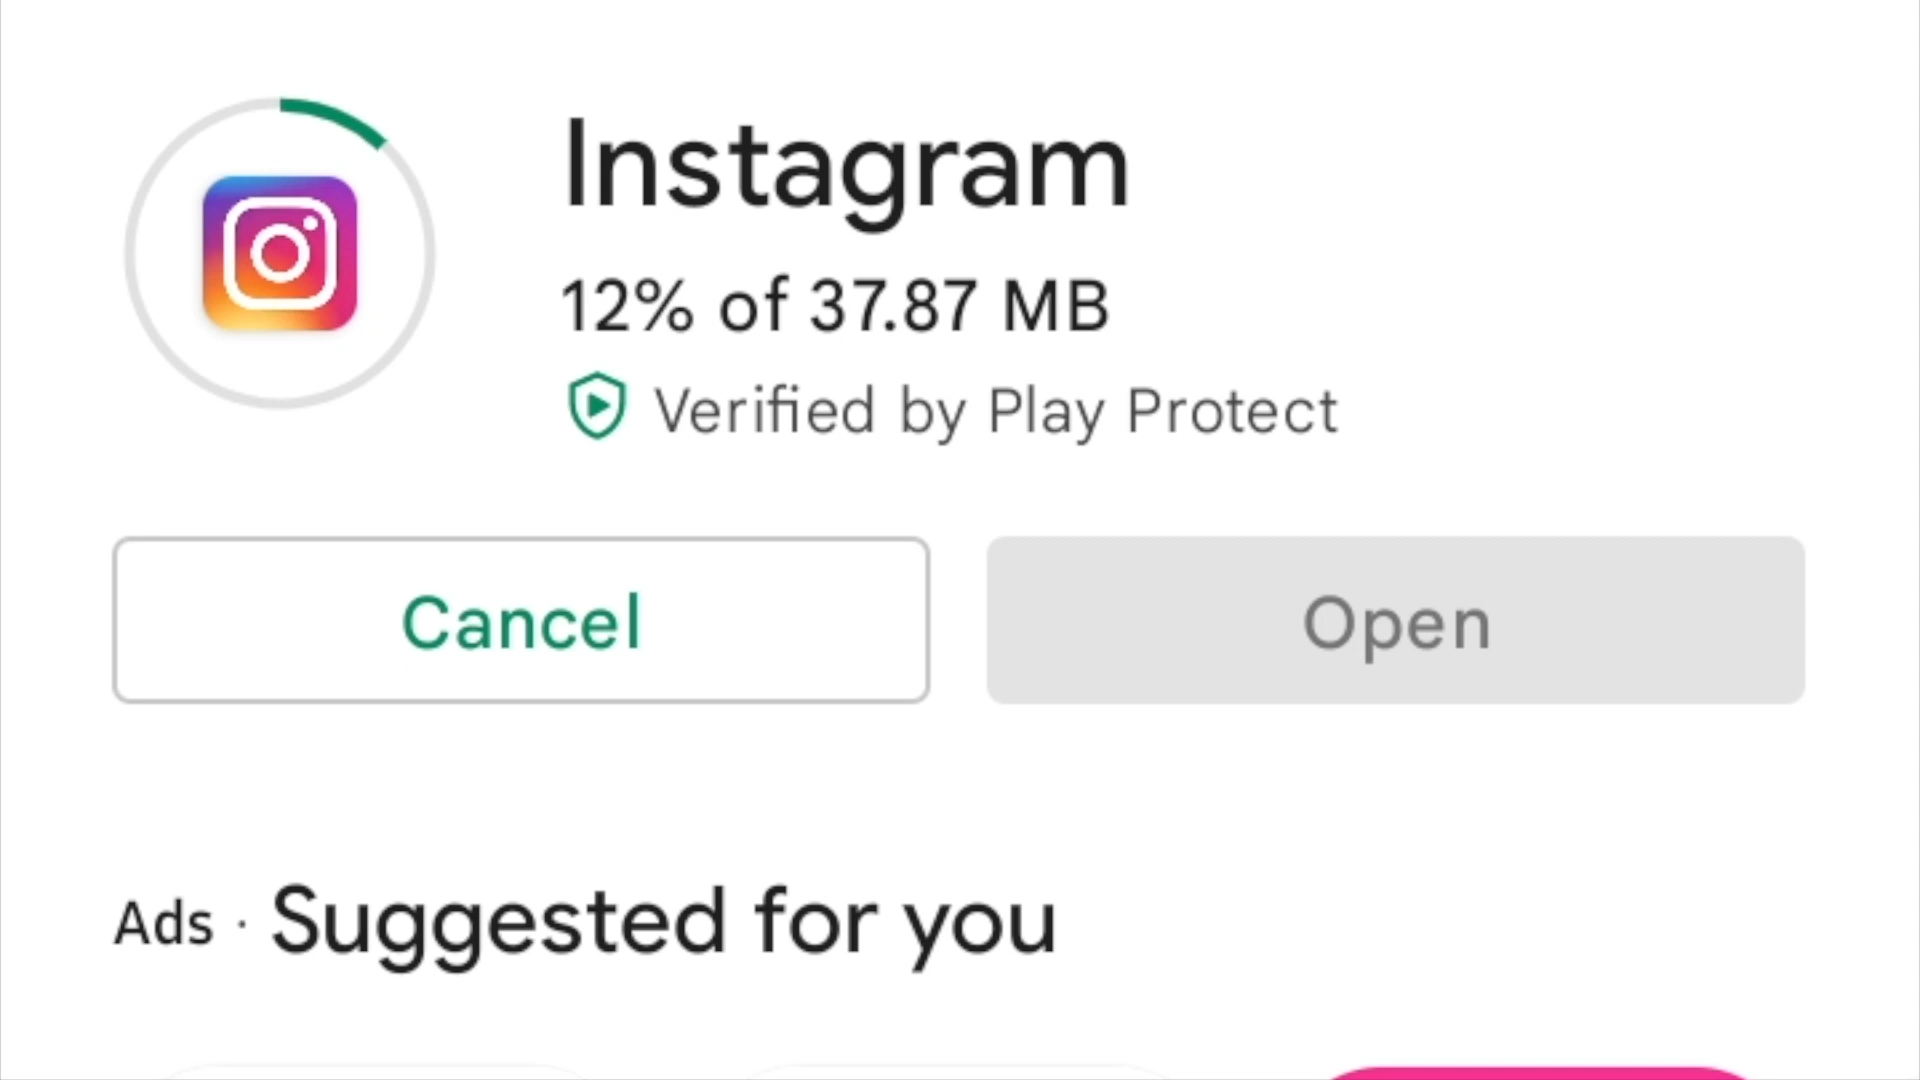 Instagram
12% of 37.87 MB
Verified by Play Protect
Cancel
Open
Ads · Suggested for you